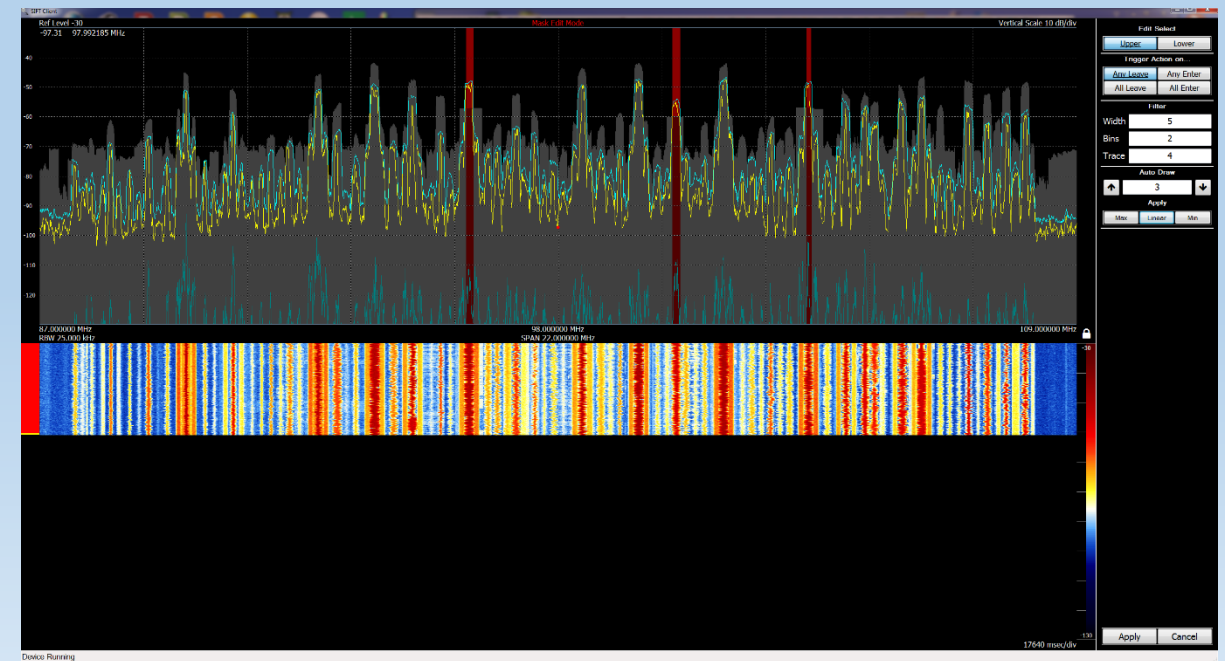 Ref Level -30
Mask Edit Mode
Vertical Scale 10 dB/div
-97.31 97.992185 MHz
-40
-50
-60
-70
-80
-90
-100
-110
-120
87.000000 MHz
98.000000 MHz
109.000000 MHz
RBW 25.000 kHz
SPAN 22.000000 MHz
-30
-130
17640 msec/div
Edit Select
Upper Lower
Trigger Action on...
Any Leave Any Enter
All Leave All Enter
Filter
Width 5
Bins 2
Trace 4
Auto Draw
3
Apply
Max Linear Min
Apply Cancel
Device Running